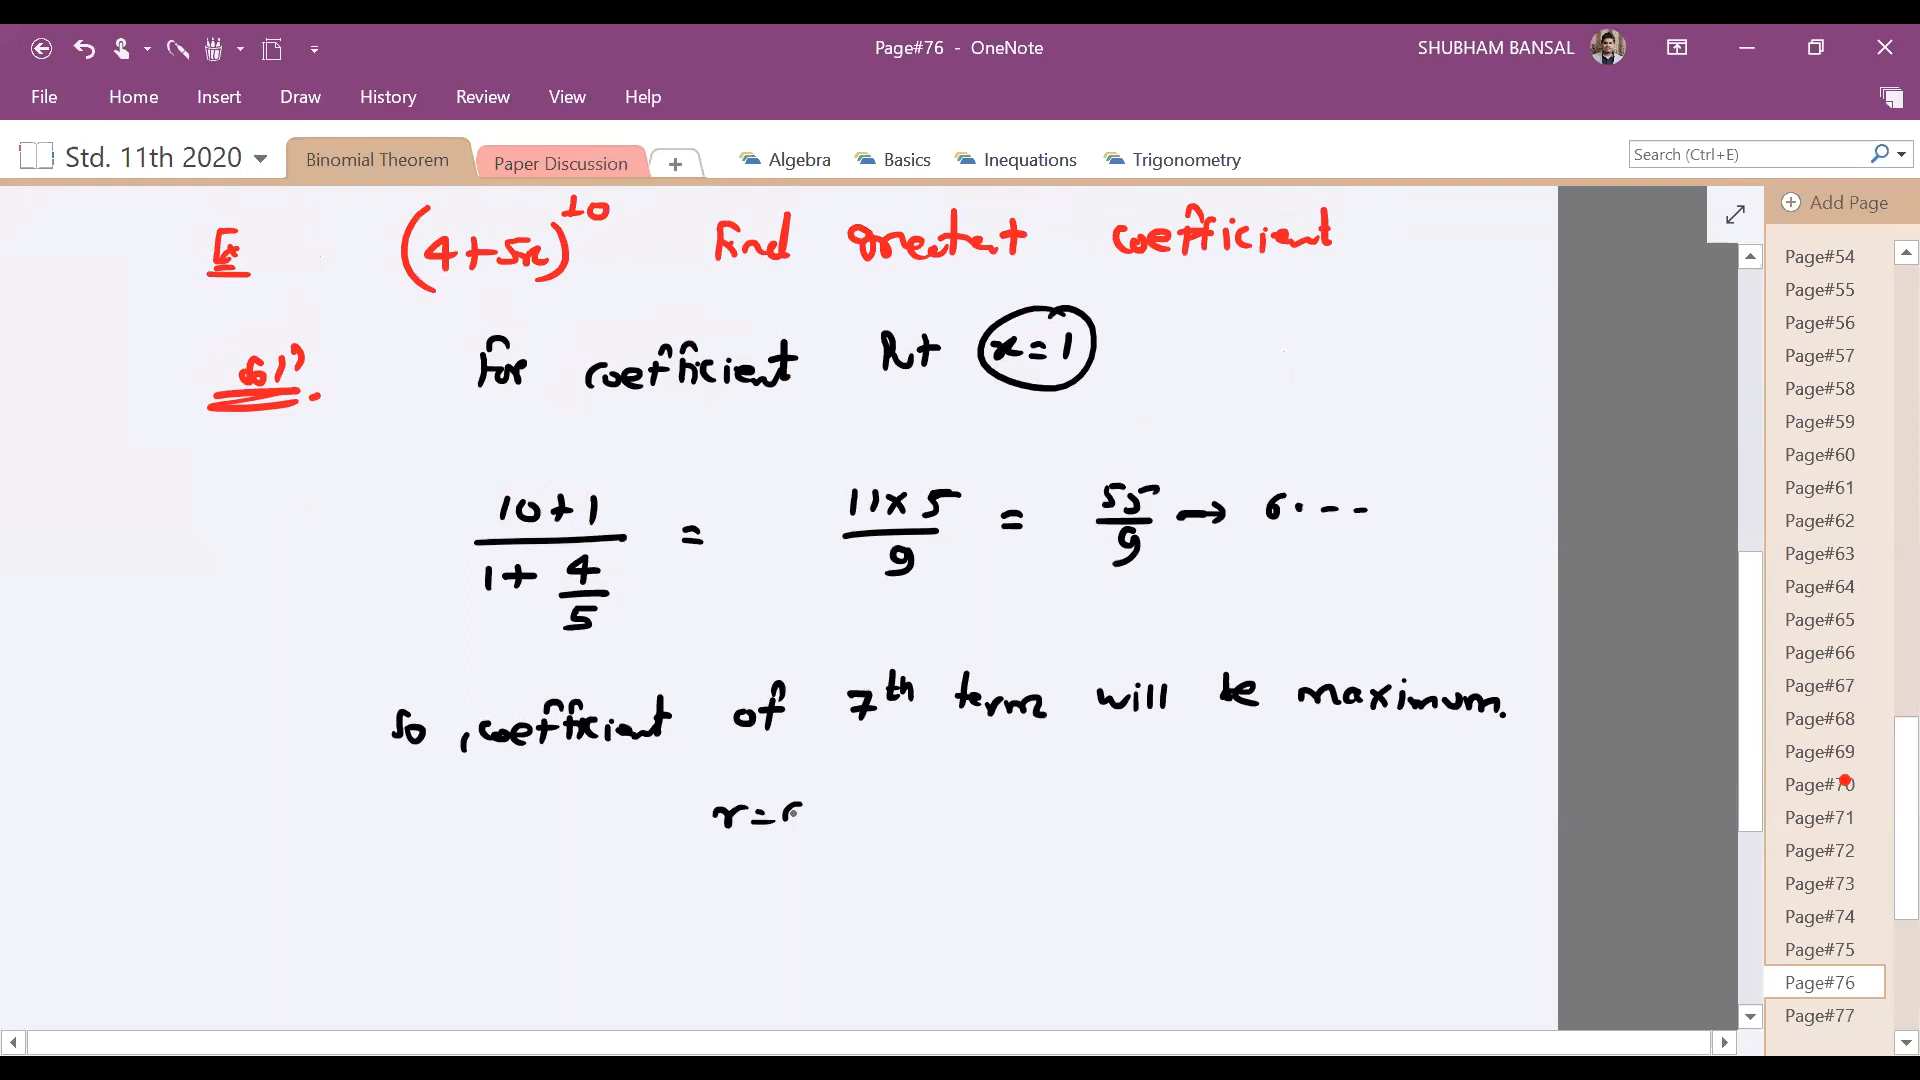 Page#76 - OneNote
SHUBHAM BANSAL
File Home Insert Draw History Review View Help
Std. 11th 2020
Binomial Theorem
Paper Discussion
+
Algebra
Basics
Inequations
Trigonometry
Search (Ctrl+E)
Add Page
Ex (4+5x)^10 Find greatest coefficient
Sol^n. For coefficient Put x=1
(10+1)/(1+4/5) = (11×5)/9 = 55/9 → 6.--
So, coefficient of 7th term will be maximum.
r=6
Page#54
Page#55
Page#56
Page#57
Page#58
Page#59
Page#60
Page#61
Page#62
Page#63
Page#64
Page#65
Page#66
Page#67
Page#68
Page#69
Page#70
Page#71
Page#72
Page#73
Page#74
Page#75
Page#76
Page#77